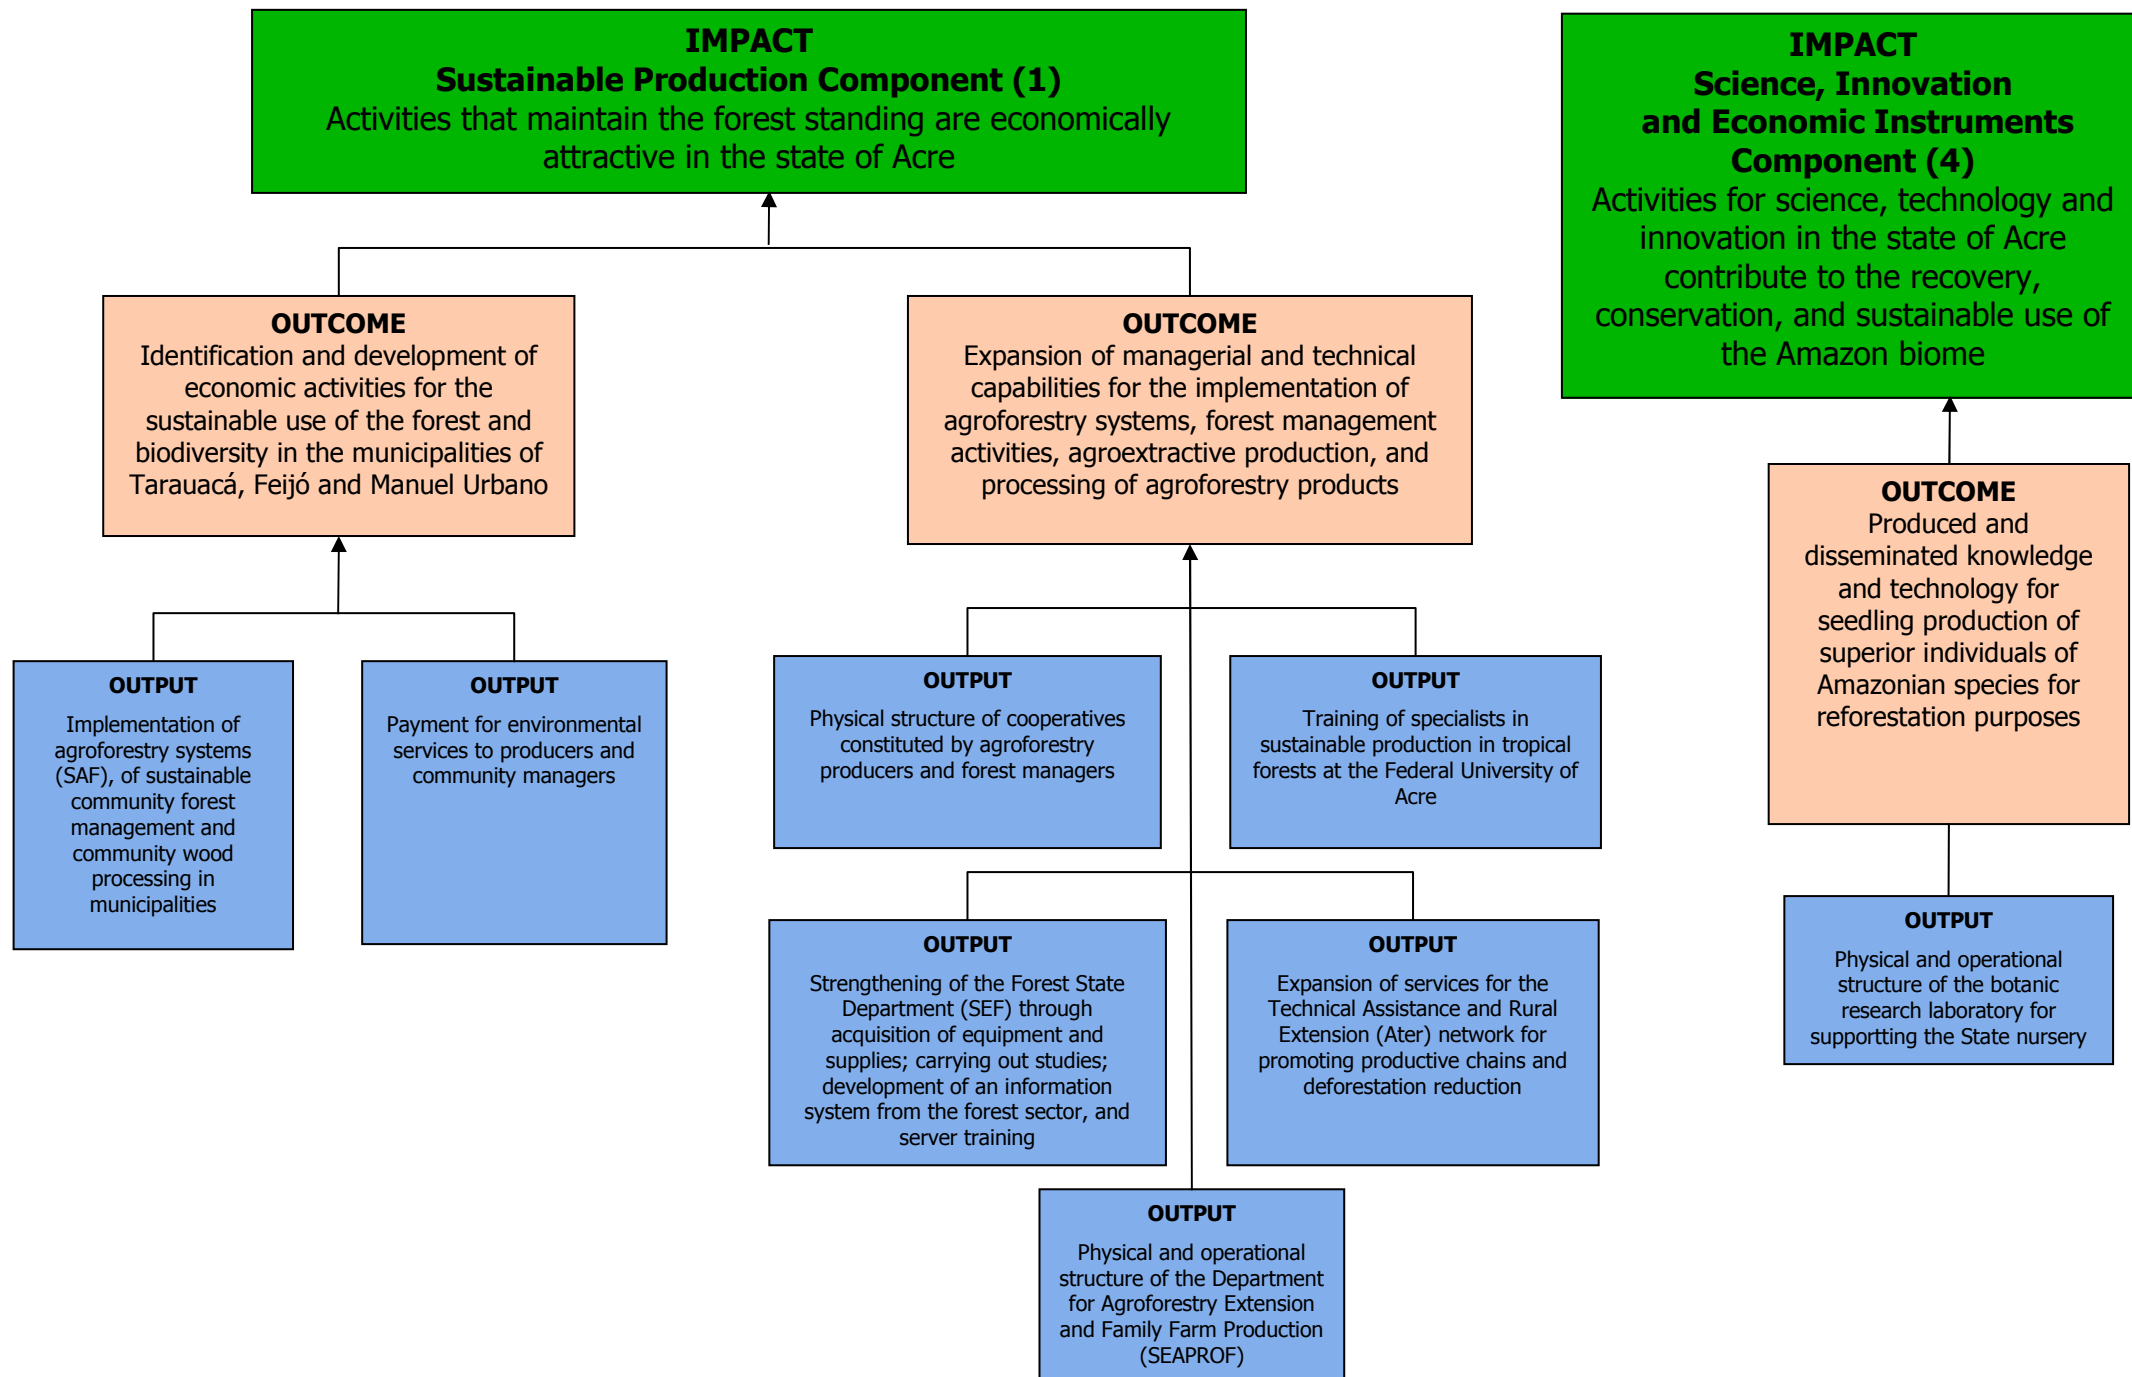 IMPACT
Sustainable Production Component (1)
Activities that maintain the forest standing are economically
attractive in the state of Acre
IMPACT
Science, Innovation
and Economic Instruments
Component (4)
Activities for science, technology and
innovation in the state of Acre
contribute to the recovery,
conservation, and sustainable use of
the Amazon biome
OUTCOME
Identification and development of
economic activities for the
sustainable use of the forest and
biodiversity in the municipalities of
Tarauacá, Feijó and Manuel Urbano
OUTCOME
Expansion of managerial and technical
capabilities for the implementation of
agroforestry systems, forest management
activities, agroextractive production, and
processing of agroforestry products
OUTCOME
Produced and
disseminated knowledge
and technology for
seedling production of
superior individuals of
Amazonian species for
reforestation purposes
OUTPUT
Implementation of
agroforestry systems
(SAF), of sustainable
community forest
management and
community wood
processing in
municipalities
OUTPUT
Payment for environmental
services to producers and
community managers
OUTPUT
Physical structure of cooperatives
constituted by agroforestry
producers and forest managers
OUTPUT
Training of specialists in
sustainable production in tropical
forests at the Federal University of
Acre
OUTPUT
Strengthening of the Forest State
Department (SEF) through
acquisition of equipment and
supplies; carrying out studies;
development of an information
system from the forest sector, and
server training
OUTPUT
Expansion of services for the
Technical Assistance and Rural
Extension (Ater) network for
promoting productive chains and
deforestation reduction
OUTPUT
Physical and operational
structure of the botanic
research laboratory for
supportting the State nursery
OUTPUT
Physical and operational
structure of the Department
for Agroforestry Extension
and Family Farm Production
(SEAPROF)